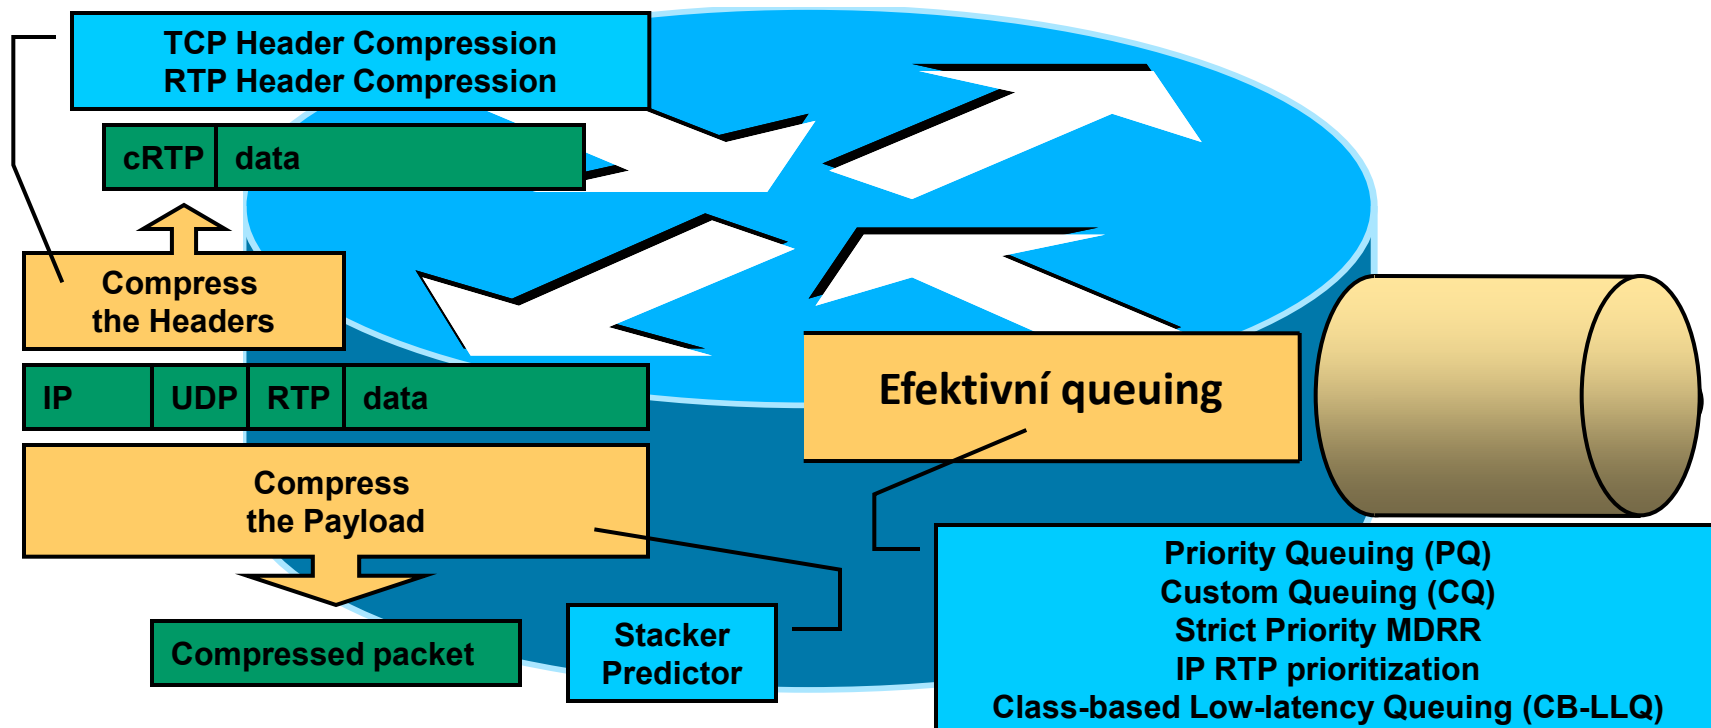 TCP Header Compression
RTP Header Compression
cRTP data
Compress
the Headers
IP UDP RTP data
Efektivní queuing
Compress
the Payload
Compressed packet
Stacker
Predictor
Priority Queuing (PQ)
Custom Queuing (CQ)
Strict Priority MDRR
IP RTP prioritization
Class-based Low-latency Queuing (CB-LLQ)